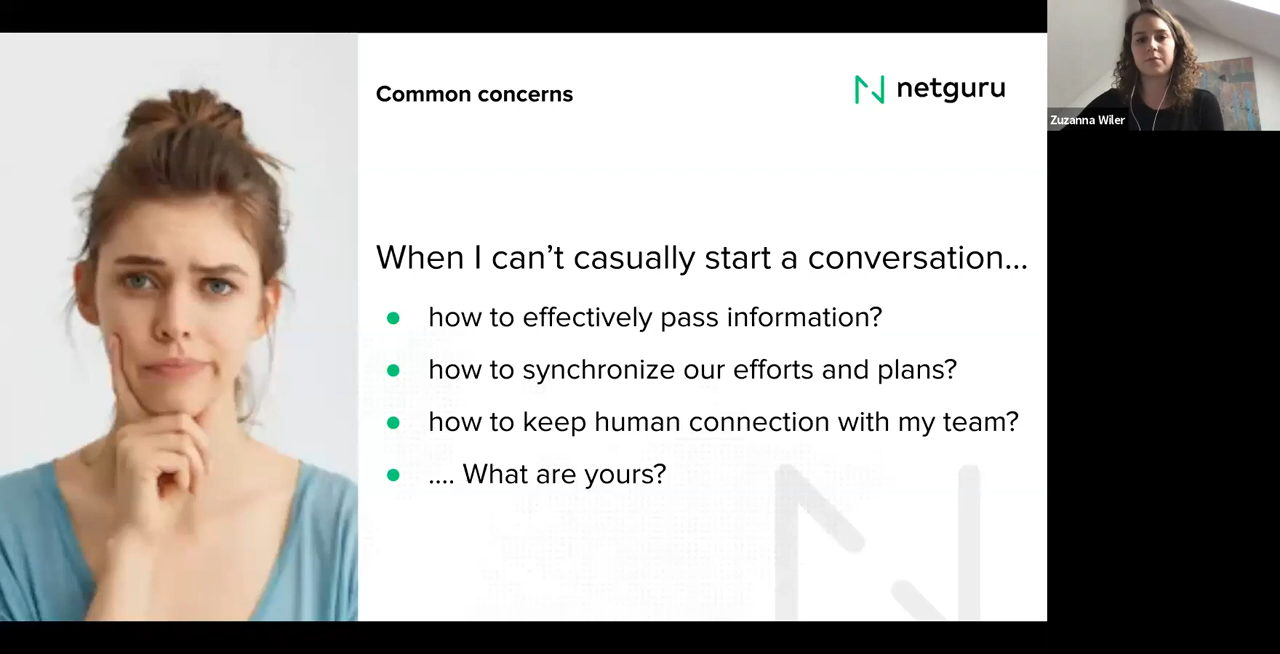 Common concerns
netguru
Zuzanna Wiler
When I can’t casually start a conversation...
how to effectively pass information?
how to synchronize our efforts and plans?
how to keep human connection with my team?
.... What are yours?